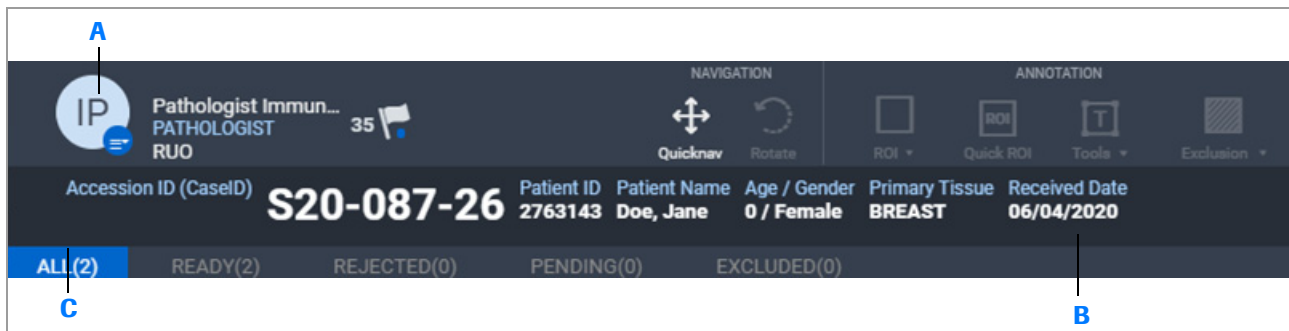 A
NAVIGATION ANNOTATION
IP
Pathologist Immun...
PATHOLOGIST
RUO
35
Quicknav Rotate ROI Quick ROI Tools Exclusion
ROI
T
Accession ID (CaseID) S20-087-26
Patient ID Patient Name Age / Gender Primary Tissue Received Date
2763143 Doe, Jane 0 / Female BREAST 06/04/2020
ALL(2) READY(2) REJECTED(0) PENDING(0) EXCLUDED(0)
C B